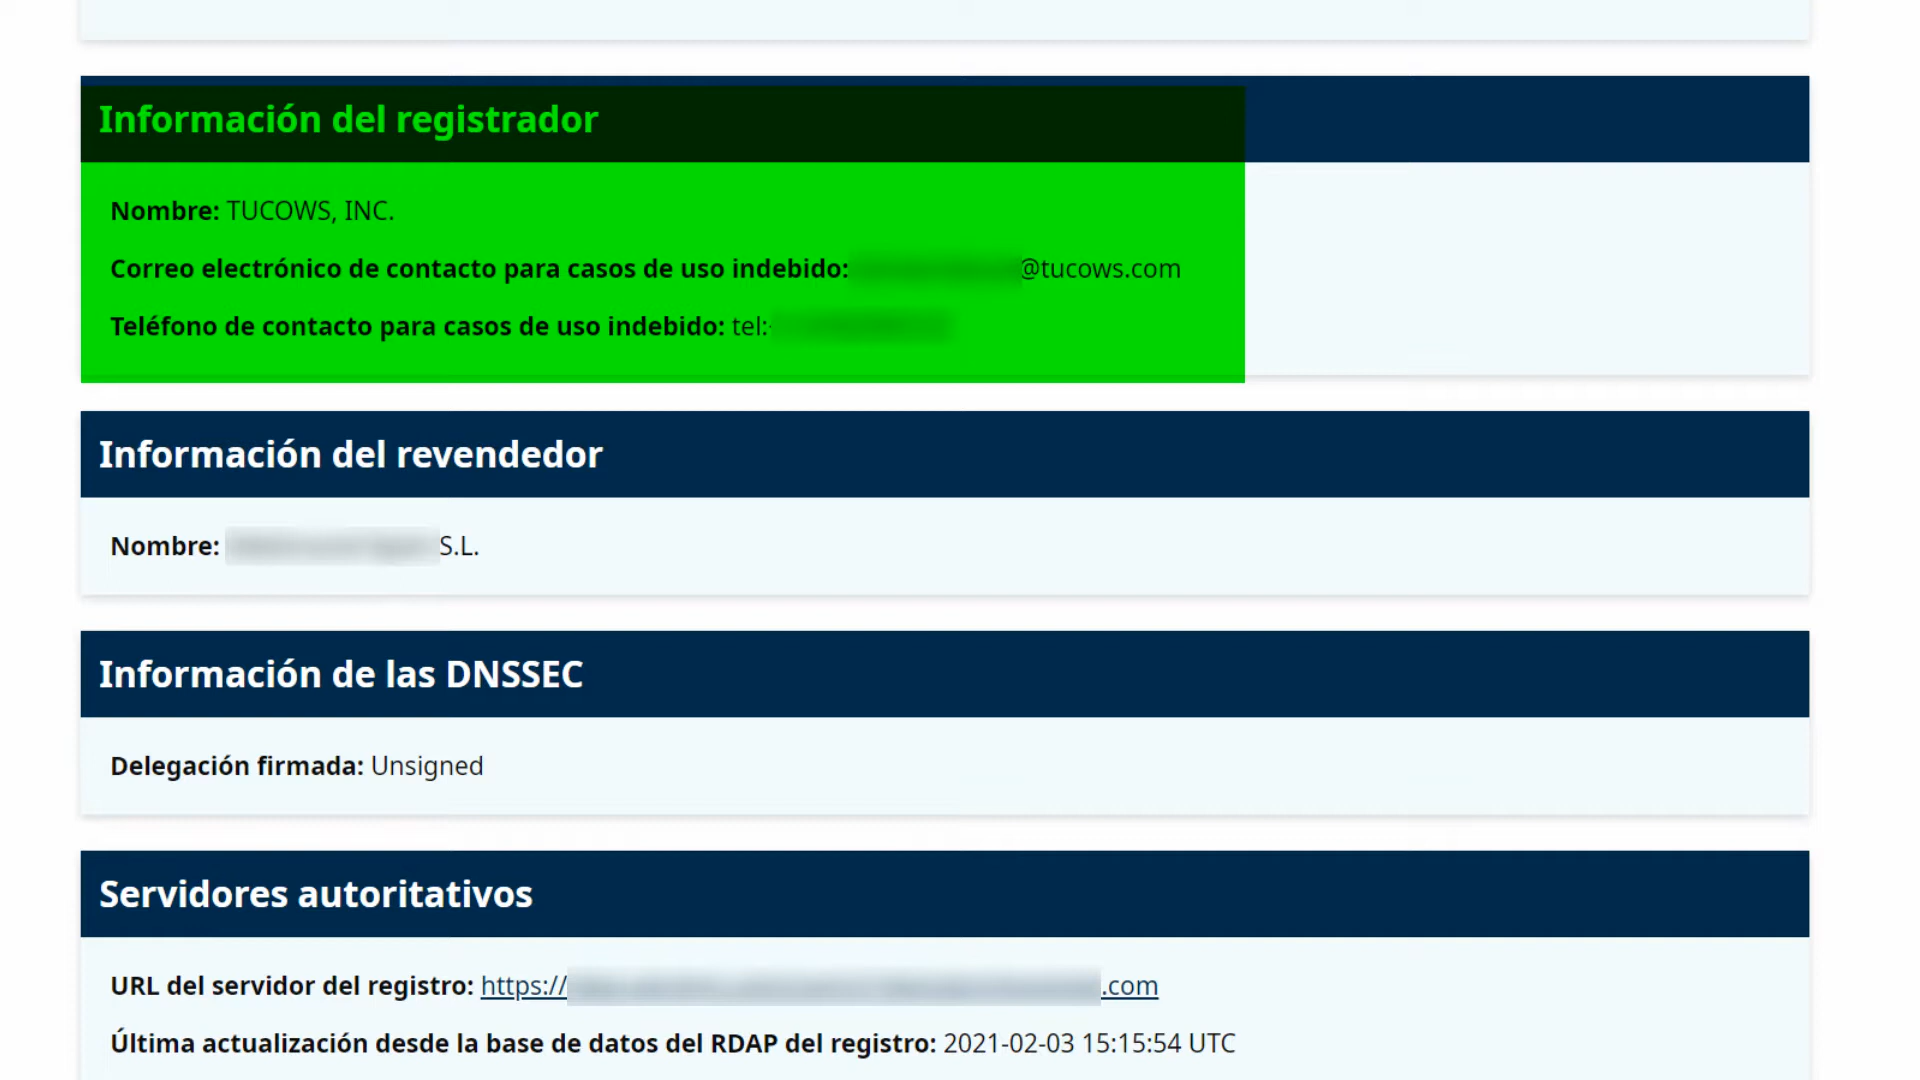 Información del registrador
Nombre: TUCOWS, INC.
Correo electrónico de contacto para casos de uso indebido: @tucows.com
Teléfono de contacto para casos de uso indebido: tel:
Información del revendedor
Nombre: S.L.
Información de las DNSSEC
Delegación firmada: Unsigned
Servidores autoritativos
URL del servidor del registro: https:// .com
Última actualización desde la base de datos del RDAP del registro: 2021-02-03 15:15:54 UTC